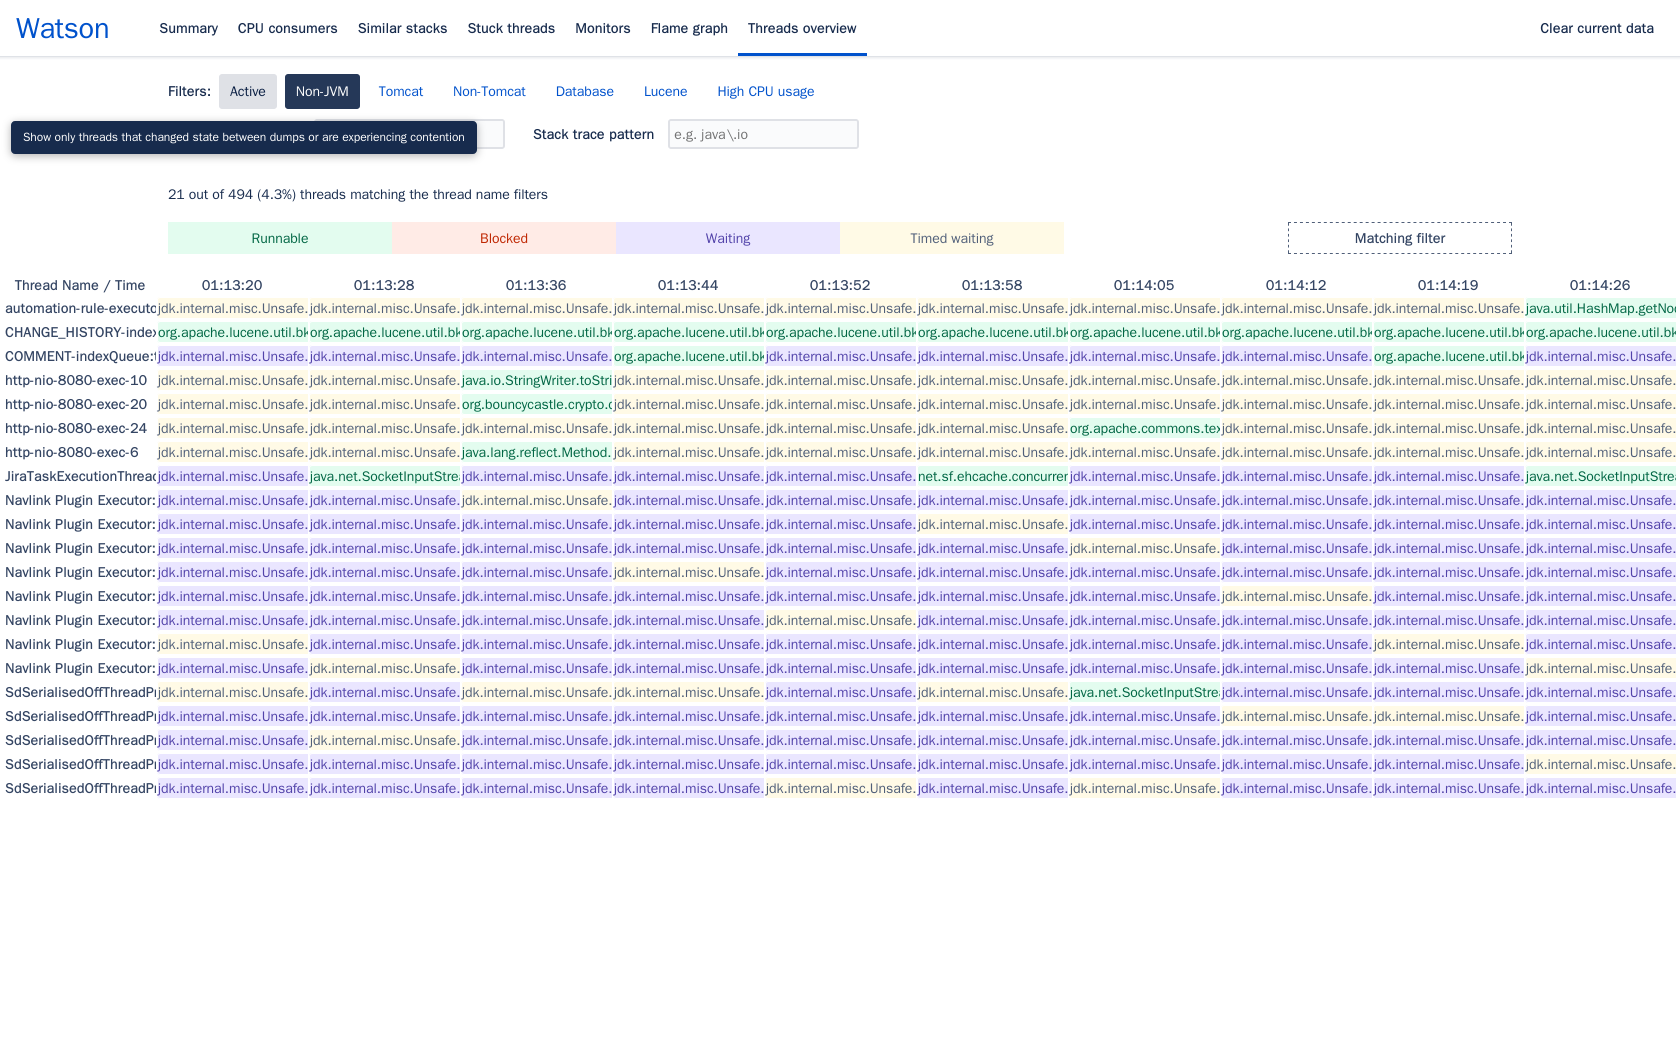 Watson Summary CPU consumers Similar stacks Stuck threads Monitors Flame graph Threads overview Clear current data
Filters: Active Non-JVM Tomcat Non-Tomcat Database Lucene High CPU usage
Show only threads that changed state between dumps or are experiencing contention Stack trace pattern e.g. java\.io
21 out of 494 (4.3%) threads matching the thread name filters
Runnable Blocked Waiting Timed waiting Matching filter
Thread Name / Time 01:13:20 01:13:28 01:13:36 01:13:44 01:13:52 01:13:58 01:14:05 01:14:12 01:14:19 01:14:26
automation-rule-executo jdk.internal.misc.Unsafe. jdk.internal.misc.Unsafe. jdk.internal.misc.Unsafe. jdk.internal.misc.Unsafe. jdk.internal.misc.Unsafe. jdk.internal.misc.Unsafe. jdk.internal.misc.Unsafe. jdk.internal.misc.Unsafe. jdk.internal.misc.Unsafe. java.util.HashMap.getNo
CHANGE_HISTORY-index org.apache.lucene.util.bk org.apache.lucene.util.bk org.apache.lucene.util.bk org.apache.lucene.util.bk org.apache.lucene.util.bk org.apache.lucene.util.bk org.apache.lucene.util.bk org.apache.lucene.util.bk org.apache.lucene.util.bk org.apache.lucene.util.bk
COMMENT-indexQueue: jdk.internal.misc.Unsafe. jdk.internal.misc.Unsafe. jdk.internal.misc.Unsafe. org.apache.lucene.util.bk jdk.internal.misc.Unsafe. jdk.internal.misc.Unsafe. jdk.internal.misc.Unsafe. jdk.internal.misc.Unsafe. org.apache.lucene.util.bk jdk.internal.misc.Unsafe.
http-nio-8080-exec-10 jdk.internal.misc.Unsafe. jdk.internal.misc.Unsafe. java.io.StringWriter.toStri jdk.internal.misc.Unsafe. jdk.internal.misc.Unsafe. jdk.internal.misc.Unsafe. jdk.internal.misc.Unsafe. jdk.internal.misc.Unsafe. jdk.internal.misc.Unsafe. jdk.internal.misc.Unsafe.
http-nio-8080-exec-20 jdk.internal.misc.Unsafe. jdk.internal.misc.Unsafe. org.bouncycastle.crypto. jdk.internal.misc.Unsafe. jdk.internal.misc.Unsafe. jdk.internal.misc.Unsafe. jdk.internal.misc.Unsafe. jdk.internal.misc.Unsafe. jdk.internal.misc.Unsafe. jdk.internal.misc.Unsafe.
http-nio-8080-exec-24 jdk.internal.misc.Unsafe. jdk.internal.misc.Unsafe. jdk.internal.misc.Unsafe. jdk.internal.misc.Unsafe. jdk.internal.misc.Unsafe. jdk.internal.misc.Unsafe. org.apache.commons.tex jdk.internal.misc.Unsafe. jdk.internal.misc.Unsafe. jdk.internal.misc.Unsafe.
http-nio-8080-exec-6 jdk.internal.misc.Unsafe. jdk.internal.misc.Unsafe. java.lang.reflect.Method. jdk.internal.misc.Unsafe. jdk.internal.misc.Unsafe. jdk.internal.misc.Unsafe. jdk.internal.misc.Unsafe. jdk.internal.misc.Unsafe. jdk.internal.misc.Unsafe. jdk.internal.misc.Unsafe.
JiraTaskExecutionThread jdk.internal.misc.Unsafe. java.net.SocketInputStrea jdk.internal.misc.Unsafe. jdk.internal.misc.Unsafe. jdk.internal.misc.Unsafe. net.sf.ehcache.concurrer jdk.internal.misc.Unsafe. jdk.internal.misc.Unsafe. jdk.internal.misc.Unsafe. java.net.SocketInputStrea
Navlink Plugin Executor: jdk.internal.misc.Unsafe. jdk.internal.misc.Unsafe. jdk.internal.misc.Unsafe. jdk.internal.misc.Unsafe. jdk.internal.misc.Unsafe. jdk.internal.misc.Unsafe. jdk.internal.misc.Unsafe. jdk.internal.misc.Unsafe. jdk.internal.misc.Unsafe. jdk.internal.misc.Unsafe.
Navlink Plugin Executor: jdk.internal.misc.Unsafe. jdk.internal.misc.Unsafe. jdk.internal.misc.Unsafe. jdk.internal.misc.Unsafe. jdk.internal.misc.Unsafe. jdk.internal.misc.Unsafe. jdk.internal.misc.Unsafe. jdk.internal.misc.Unsafe. jdk.internal.misc.Unsafe. jdk.internal.misc.Unsafe.
Navlink Plugin Executor: jdk.internal.misc.Unsafe. jdk.internal.misc.Unsafe. jdk.internal.misc.Unsafe. jdk.internal.misc.Unsafe. jdk.internal.misc.Unsafe. jdk.internal.misc.Unsafe. jdk.internal.misc.Unsafe. jdk.internal.misc.Unsafe. jdk.internal.misc.Unsafe. jdk.internal.misc.Unsafe.
Navlink Plugin Executor: jdk.internal.misc.Unsafe. jdk.internal.misc.Unsafe. jdk.internal.misc.Unsafe. jdk.internal.misc.Unsafe. jdk.internal.misc.Unsafe. jdk.internal.misc.Unsafe. jdk.internal.misc.Unsafe. jdk.internal.misc.Unsafe. jdk.internal.misc.Unsafe. jdk.internal.misc.Unsafe.
Navlink Plugin Executor: jdk.internal.misc.Unsafe. jdk.internal.misc.Unsafe. jdk.internal.misc.Unsafe. jdk.internal.misc.Unsafe. jdk.internal.misc.Unsafe. jdk.internal.misc.Unsafe. jdk.internal.misc.Unsafe. jdk.internal.misc.Unsafe. jdk.internal.misc.Unsafe. jdk.internal.misc.Unsafe.
Navlink Plugin Executor: jdk.internal.misc.Unsafe. jdk.internal.misc.Unsafe. jdk.internal.misc.Unsafe. jdk.internal.misc.Unsafe. jdk.internal.misc.Unsafe. jdk.internal.misc.Unsafe. jdk.internal.misc.Unsafe. jdk.internal.misc.Unsafe. jdk.internal.misc.Unsafe. jdk.internal.misc.Unsafe.
Navlink Plugin Executor: jdk.internal.misc.Unsafe. jdk.internal.misc.Unsafe. jdk.internal.misc.Unsafe. jdk.internal.misc.Unsafe. jdk.internal.misc.Unsafe. jdk.internal.misc.Unsafe. jdk.internal.misc.Unsafe. jdk.internal.misc.Unsafe. jdk.internal.misc.Unsafe. jdk.internal.misc.Unsafe.
Navlink Plugin Executor: jdk.internal.misc.Unsafe. jdk.internal.misc.Unsafe. jdk.internal.misc.Unsafe. jdk.internal.misc.Unsafe. jdk.internal.misc.Unsafe. jdk.internal.misc.Unsafe. jdk.internal.misc.Unsafe. jdk.internal.misc.Unsafe. jdk.internal.misc.Unsafe. jdk.internal.misc.Unsafe.
SdSerialisedOffThreadPr jdk.internal.misc.Unsafe. jdk.internal.misc.Unsafe. jdk.internal.misc.Unsafe. jdk.internal.misc.Unsafe. jdk.internal.misc.Unsafe. jdk.internal.misc.Unsafe. java.net.SocketInputStrea jdk.internal.misc.Unsafe. jdk.internal.misc.Unsafe. jdk.internal.misc.Unsafe.
SdSerialisedOffThreadPr jdk.internal.misc.Unsafe. jdk.internal.misc.Unsafe. jdk.internal.misc.Unsafe. jdk.internal.misc.Unsafe. jdk.internal.misc.Unsafe. jdk.internal.misc.Unsafe. jdk.internal.misc.Unsafe. jdk.internal.misc.Unsafe. jdk.internal.misc.Unsafe. jdk.internal.misc.Unsafe.
SdSerialisedOffThreadPr jdk.internal.misc.Unsafe. jdk.internal.misc.Unsafe. jdk.internal.misc.Unsafe. jdk.internal.misc.Unsafe. jdk.internal.misc.Unsafe. jdk.internal.misc.Unsafe. jdk.internal.misc.Unsafe. jdk.internal.misc.Unsafe. jdk.internal.misc.Unsafe. jdk.internal.misc.Unsafe.
SdSerialisedOffThreadPr jdk.internal.misc.Unsafe. jdk.internal.misc.Unsafe. jdk.internal.misc.Unsafe. jdk.internal.misc.Unsafe. jdk.internal.misc.Unsafe. jdk.internal.misc.Unsafe. jdk.internal.misc.Unsafe. jdk.internal.misc.Unsafe. jdk.internal.misc.Unsafe. jdk.internal.misc.Unsafe.
SdSerialisedOffThreadPr jdk.internal.misc.Unsafe. jdk.internal.misc.Unsafe. jdk.internal.misc.Unsafe. jdk.internal.misc.Unsafe. jdk.internal.misc.Unsafe. jdk.internal.misc.Unsafe. jdk.internal.misc.Unsafe. jdk.internal.misc.Unsafe. jdk.internal.misc.Unsafe. jdk.internal.misc.Unsafe.